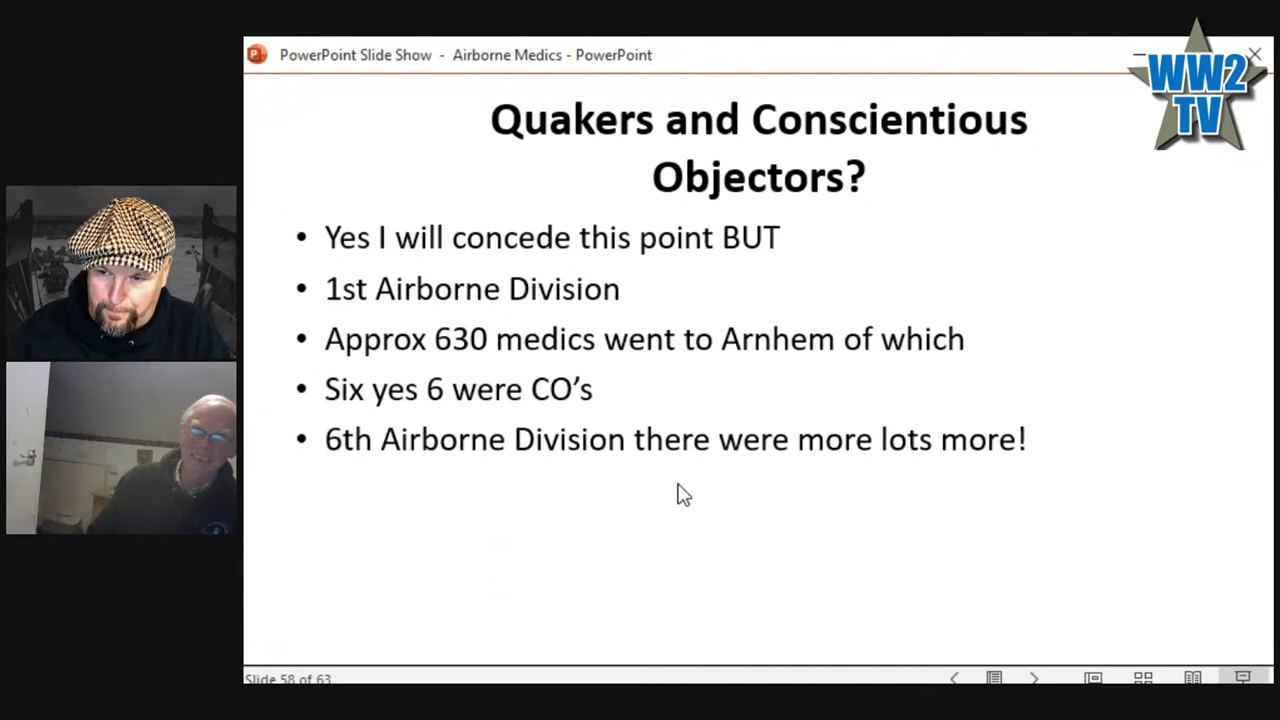 PowerPoint Slide Show - Airborne Medics - PowerPoint
WW2
TV
Quakers and Conscientious
Objectors?
• Yes I will concede this point BUT
• 1st Airborne Division
• Approx 630 medics went to Arnhem of which
• Six yes 6 were CO’s
• 6th Airborne Division there were more lots more!
Slide 58 of 63